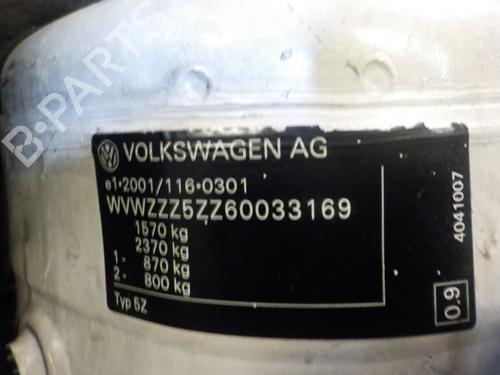 B-PARTS
VOLKSWAGEN AG
e1*2001/116*0301
WVWZZZ5ZZ60033169
1570 kg
2370 kg
1- 870 kg
2- 800 kg
Typ 5Z
4041007
0.9